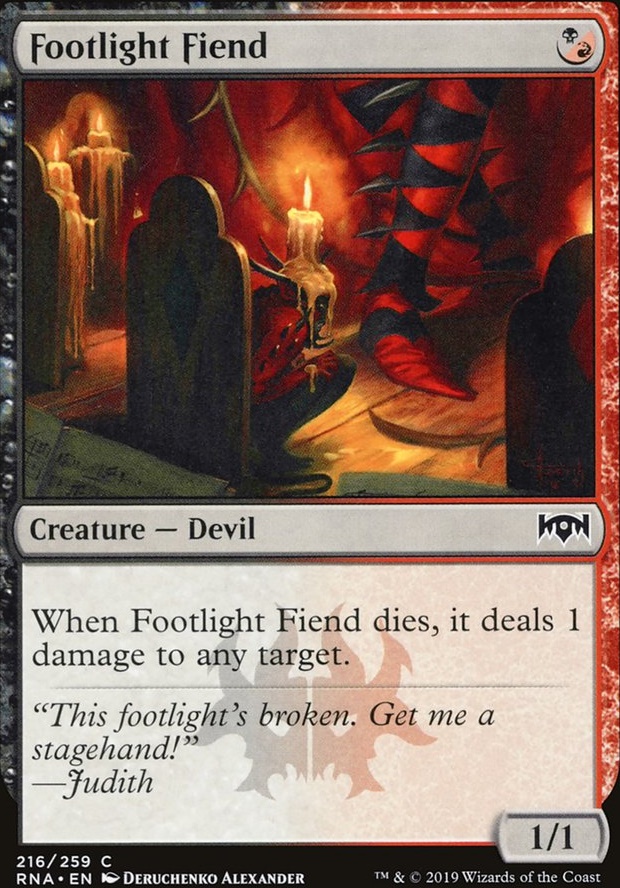 Footlight Fiend
Creature — Devil
When Footlight Fiend dies, it deals 1
damage to any target.
“This footlight’s broken. Get me a
stagehand!”
—Judith
1/1
216/259 C
RNA • EN DERUCHENKO ALEXANDER
™ & © 2019 Wizards of the Coast